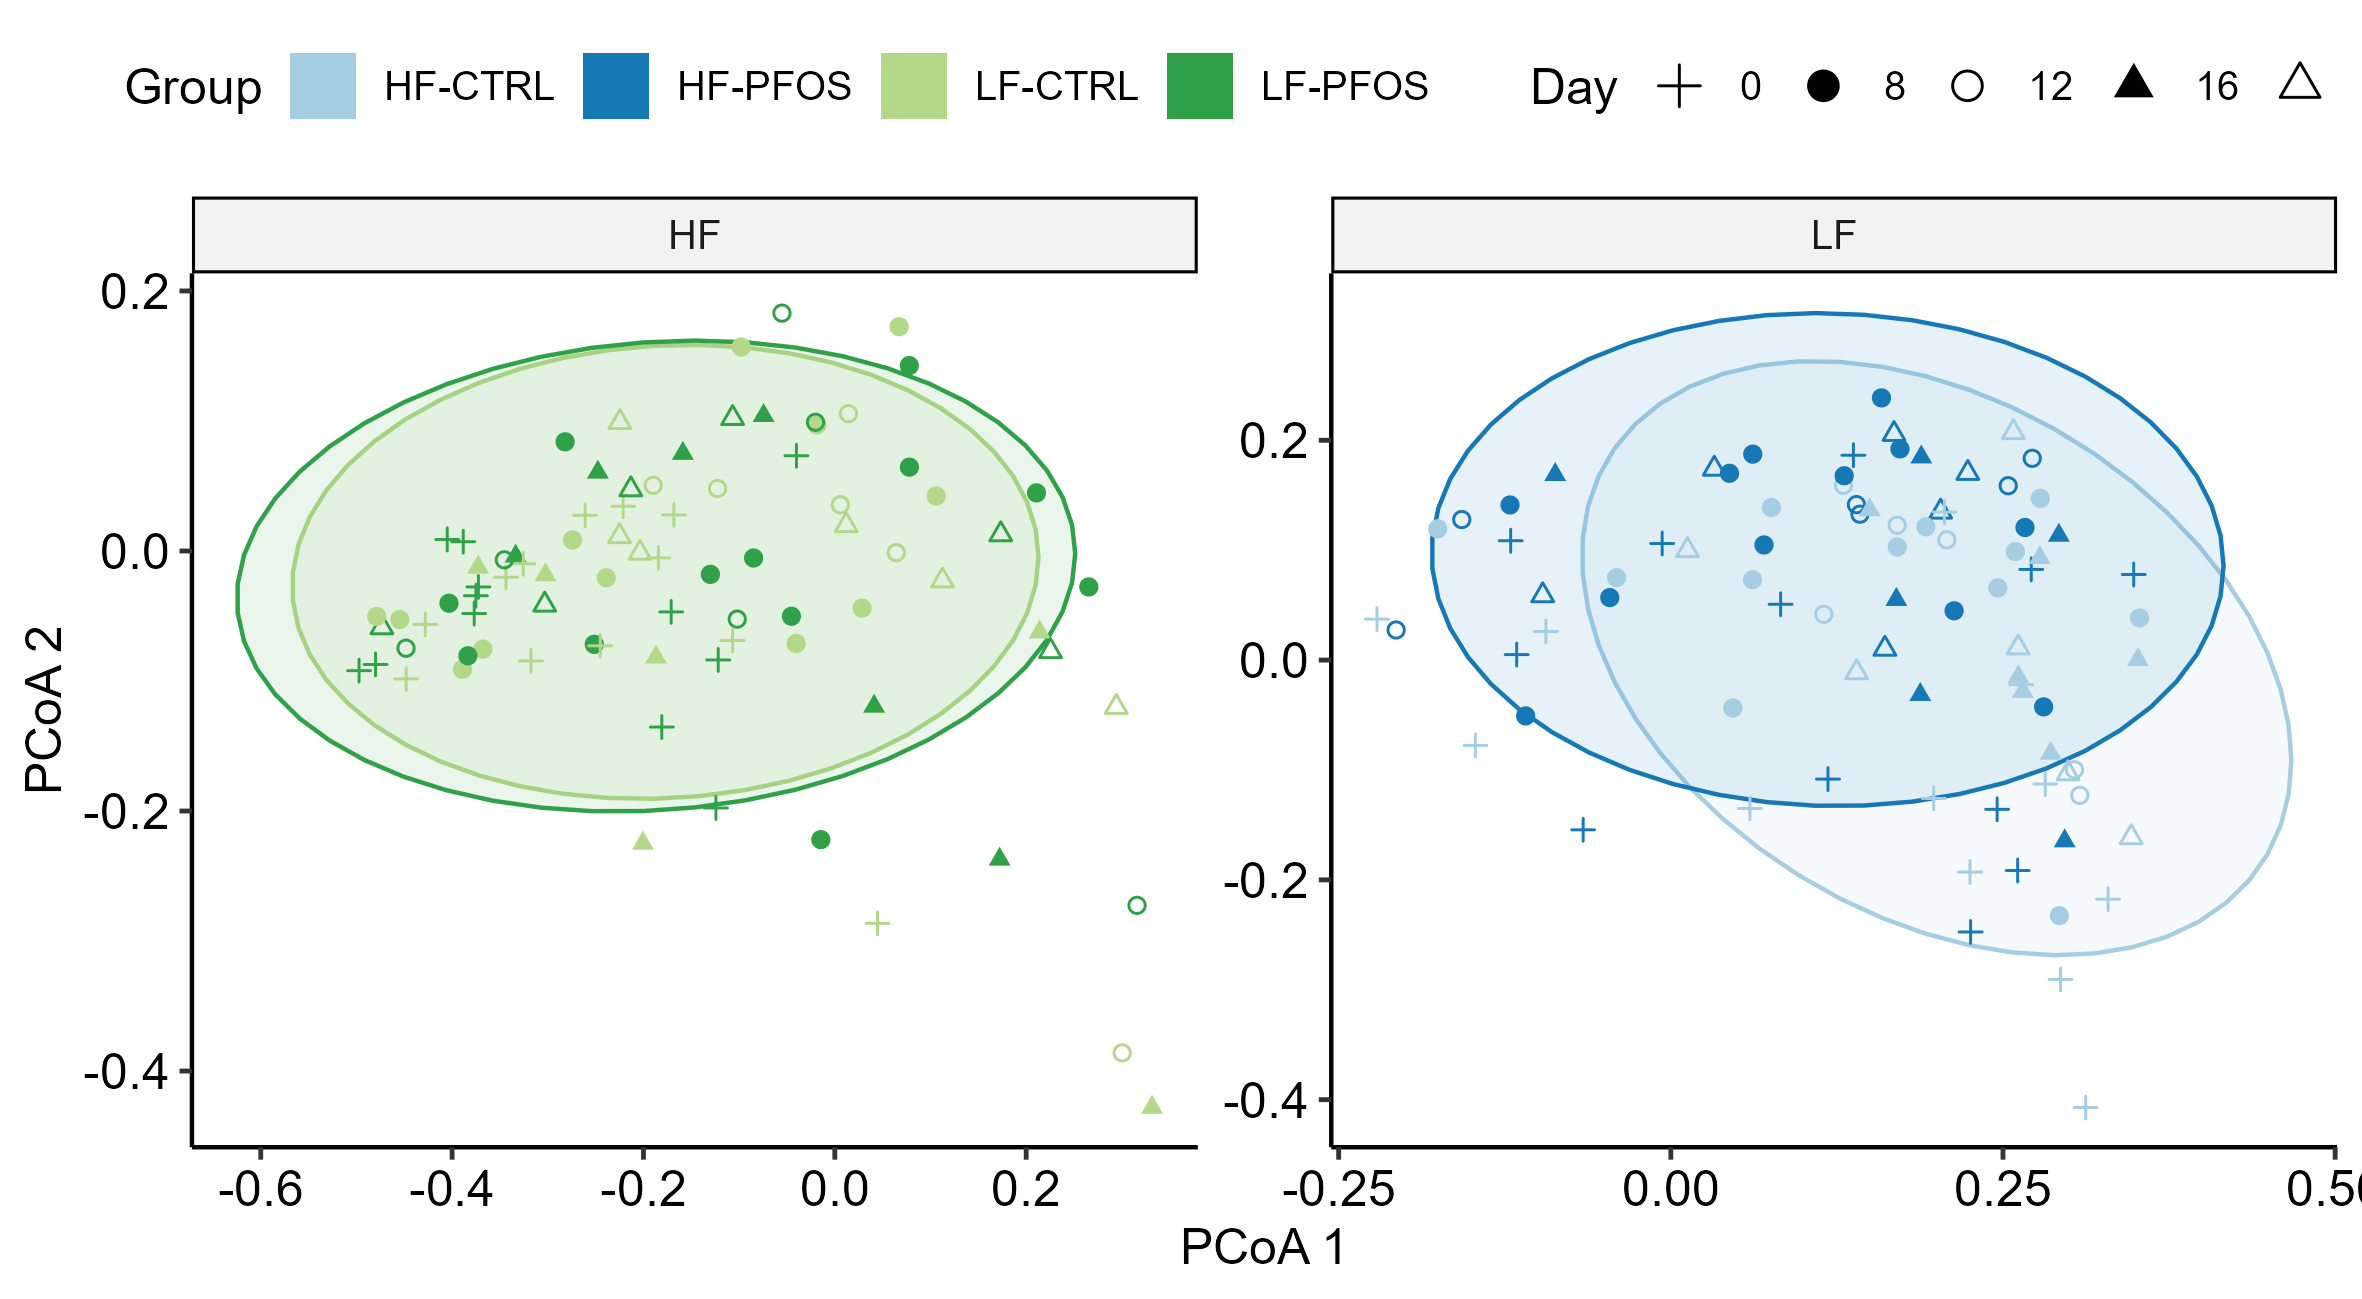 Group HF-CTRL HF-PFOS LF-CTRL LF-PFOS Day 0 8 12 16
HF
LF
0.2
0.0
-0.2
-0.4
PCoA 2
0.2
0.0
-0.2
-0.4
-0.6 -0.4 -0.2 0.0 0.2
-0.25 0.00 0.25 0.50
PCoA 1